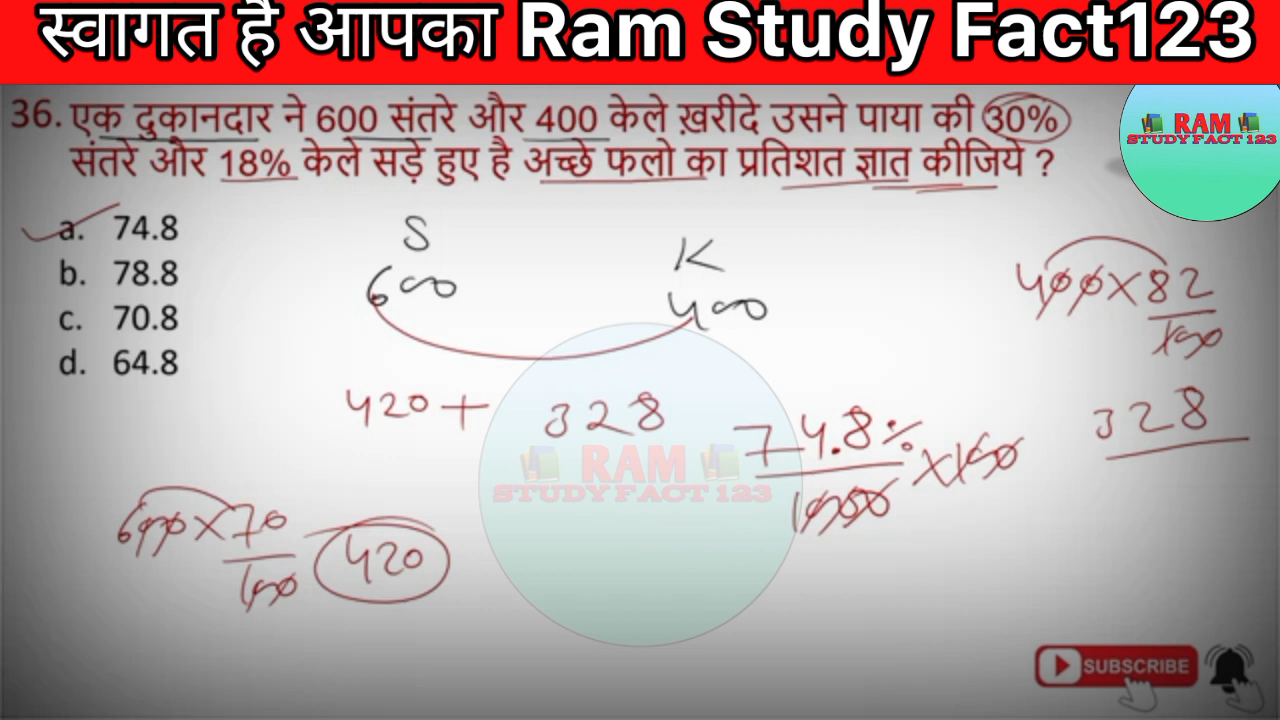 स्वागत है आपका Ram Study Fact123
36. एक दुकानदार ने 600 संतरे और 400 केले ख़रीदे उसने पाया की 30%
संतरे और 18% केले सड़े हुए है अच्छे फलो का प्रतिशत ज्ञात कीजिये ?
RAM
STUDY FACT 123
a. 74.8
b. 78.8
c. 70.8
d. 64.8
S
K
600
400
400×82
100
328
420+ 328
74.8%
1000 ×100
RAM
STUDY FACT 123
600×70
100
420
SUBSCRIBE